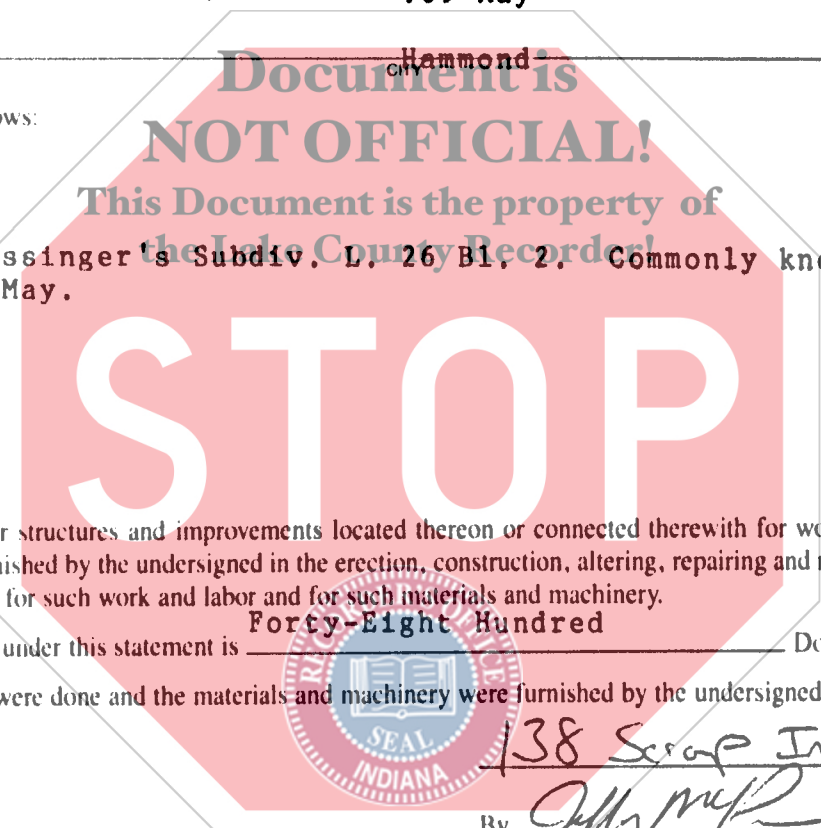 Hammond
CITY
ows:
Document is
NOT OFFICIAL!
This Document is the property of
the Lake County Recorder!
ssinger's Subdiv. L. 26 Bl. 2. Commonly kno
May.
STOP
r structures and improvements located thereon or connected therewith for wo
ished by the undersigned in the erection, construction, altering, repairing and r
for such work and labor and for such materials and machinery.
under this statement is Forty-Eight Hundred Do
were done and the materials and machinery were furnished by the undersigned
138 Scrap In
By
RECORDER'S OFFICE
SEAL
INDIANA